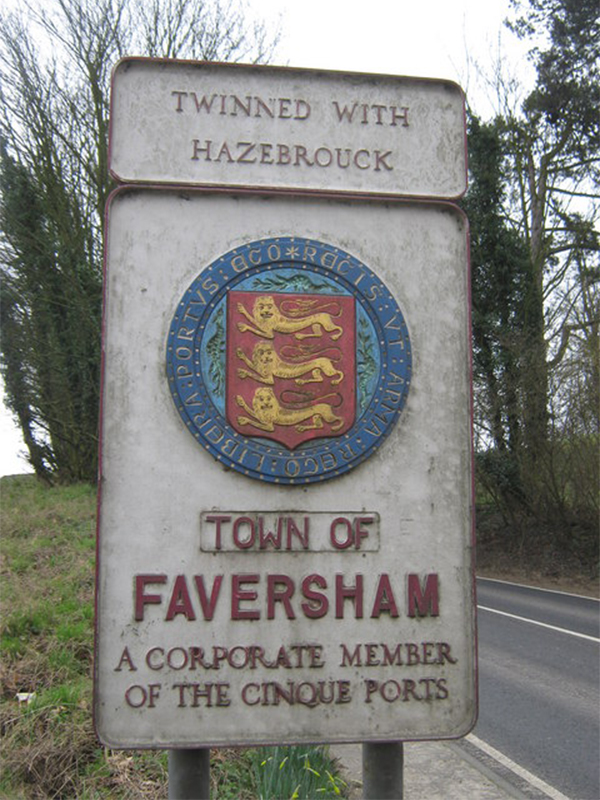 TWINNED WITH
HAZEBROUCK
REGIS:VT:ARMA:REGO:LIBERA:PORTVS:EGO*
TOWN OF
FAVERSHAM
A CORPORATE MEMBER
OF THE CINQUE PORTS